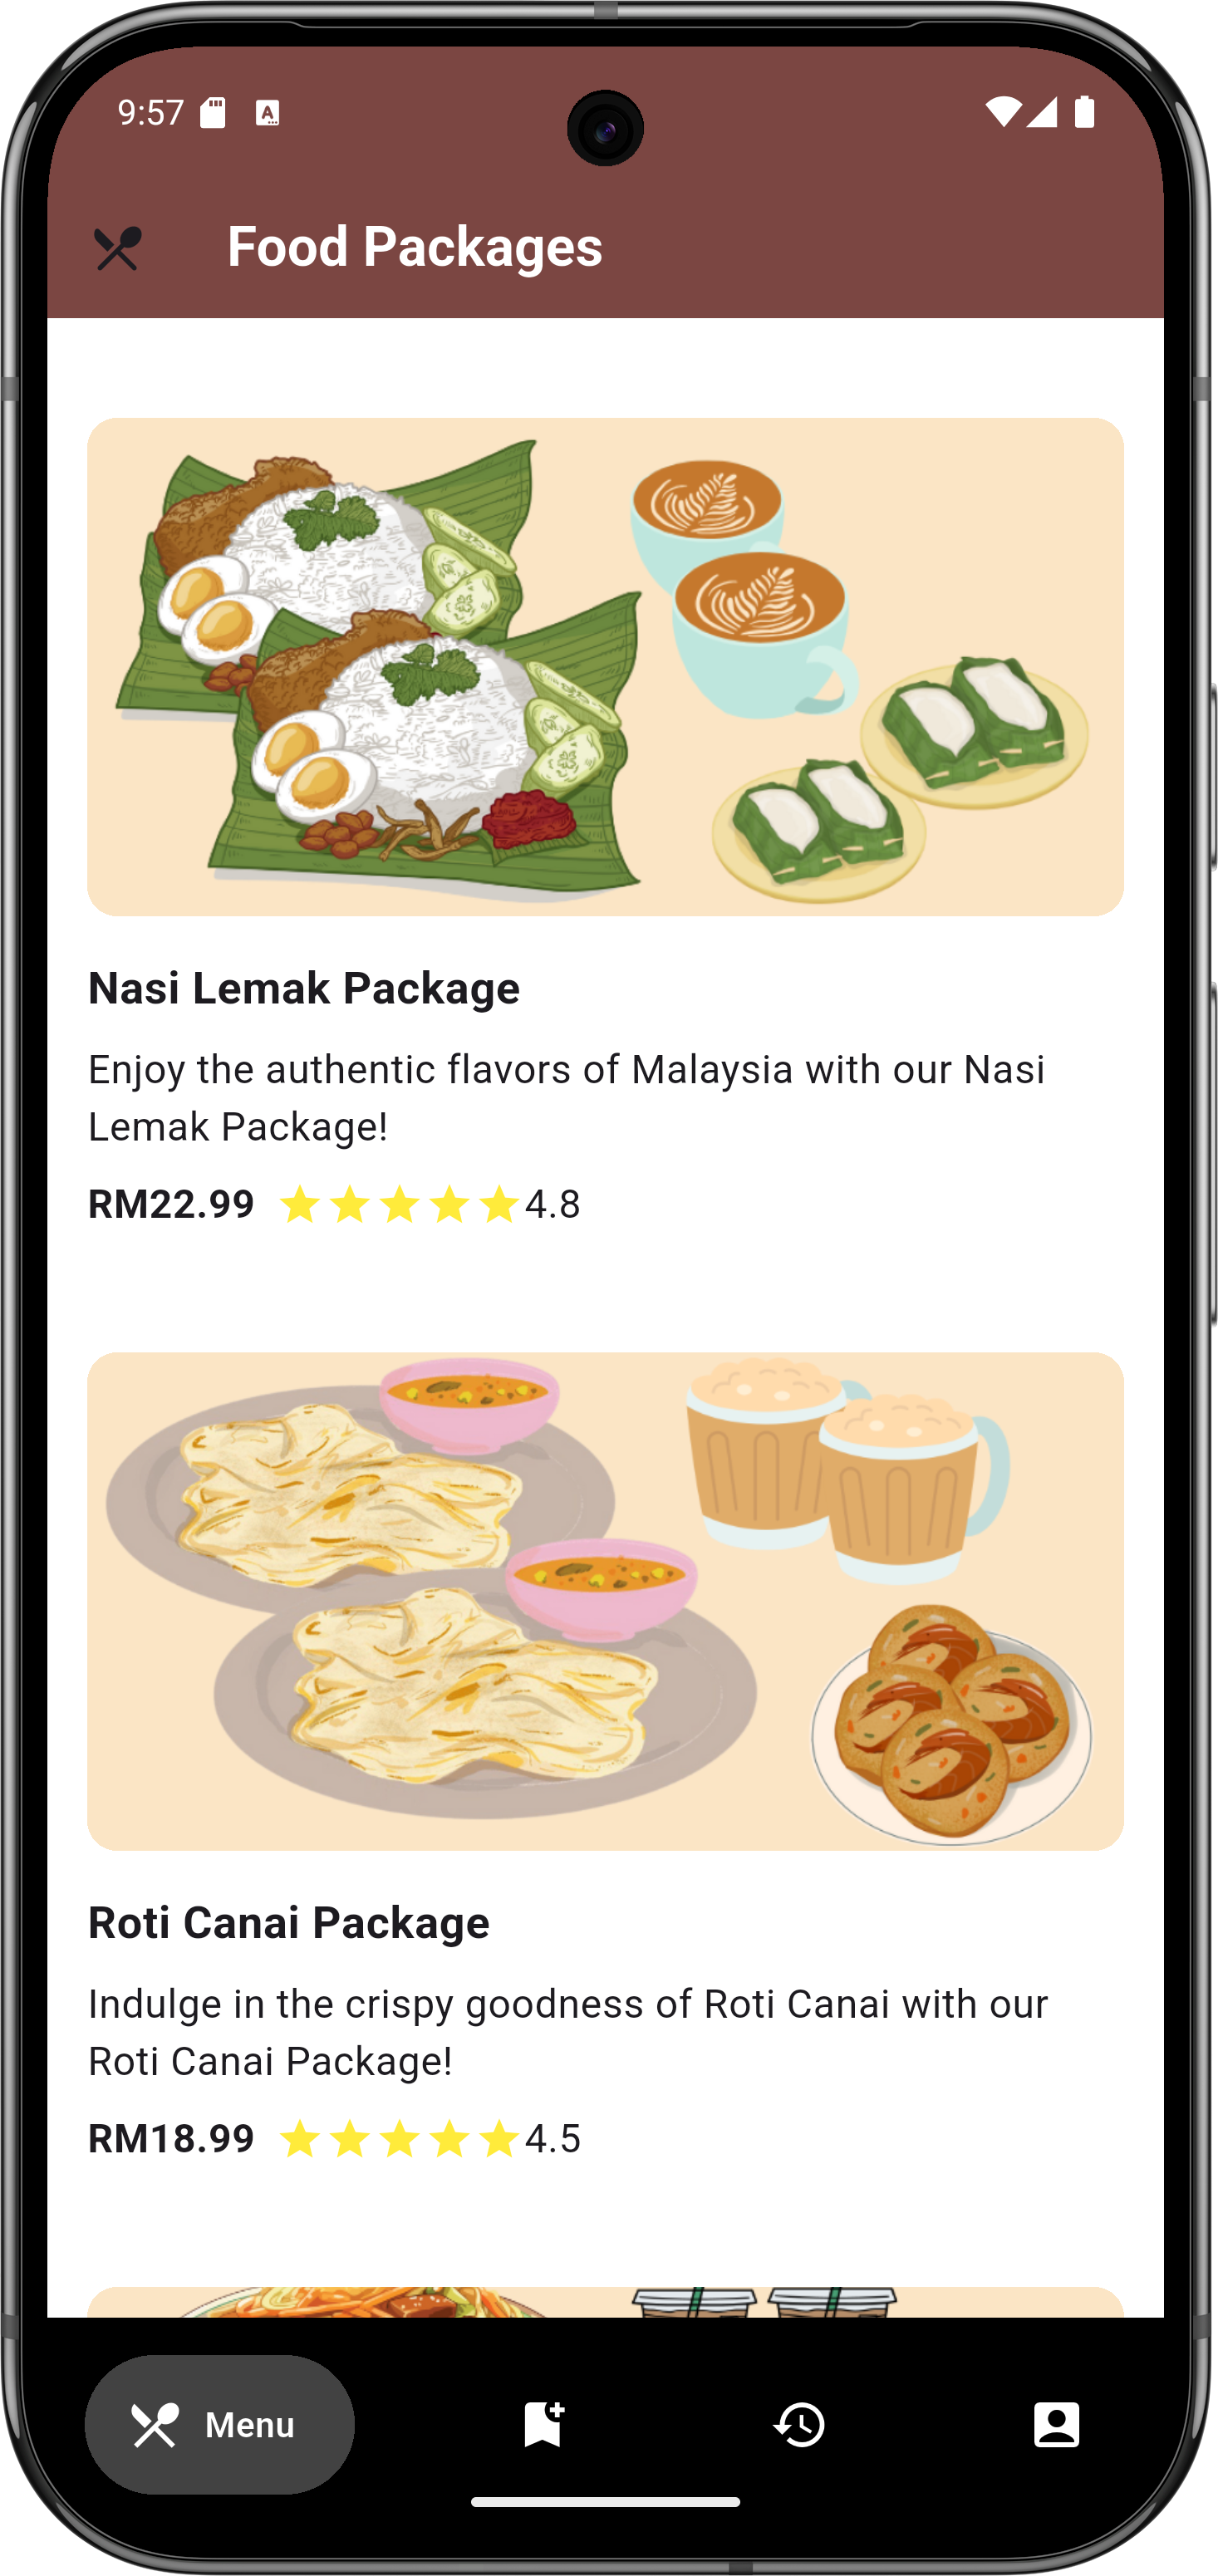 9:57
Food Packages
Nasi Lemak Package
Enjoy the authentic flavors of Malaysia with our Nasi
Lemak Package!
RM22.99 4.8
Roti Canai Package
Indulge in the crispy goodness of Roti Canai with our
Roti Canai Package!
RM18.99 4.5
Menu